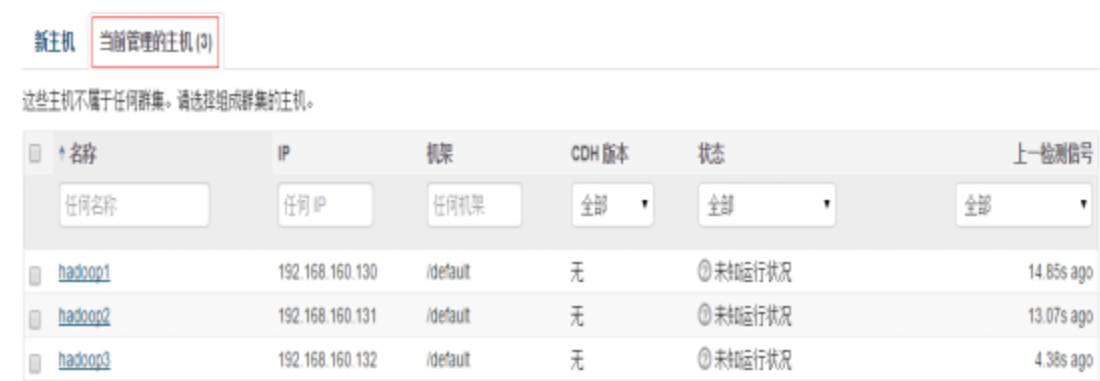 新主机 当前管理的主机 (3)
这些主机不属于任何群集。请选择组成群集的主机。
名称 IP 机架 CDH 版本 状态 上一检测信号
任何名称 任何 IP 任何机架 全部 全部 全部
hadoop1 192.168.160.130 /default 无 未知运行状况 14.85s ago
hadoop2 192.168.160.131 /default 无 未知运行状况 13.07s ago
hadoop3 192.168.160.132 /default 无 未知运行状况 4.38s ago